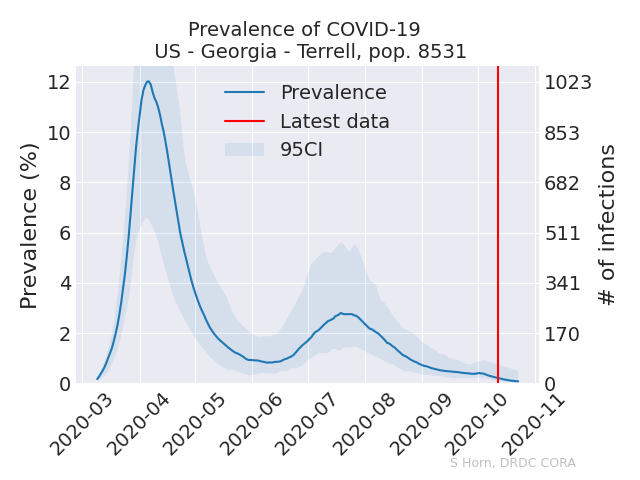 Prevalence of COVID-19
US - Georgia - Terrell, pop. 8531
Prevalence (%)
12
10
8
6
4
2
0
Prevalence
Latest data
95CI
1023
853
682
511
341
170
0
# of infections
2020-03
2020-04
2020-05
2020-06
2020-07
2020-08
2020-09
2020-10
2020-11
S Horn, DRDC CORA